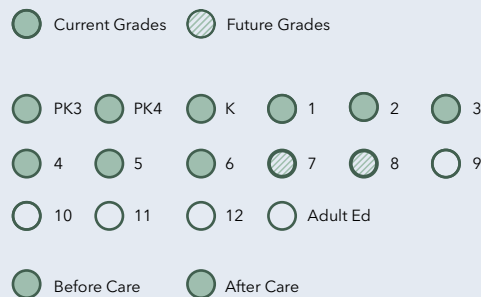 Current Grades Future Grades
PK3 PK4 K 1 2 3
4 5 6 7 8 9
10 11 12 Adult Ed
Before Care After Care